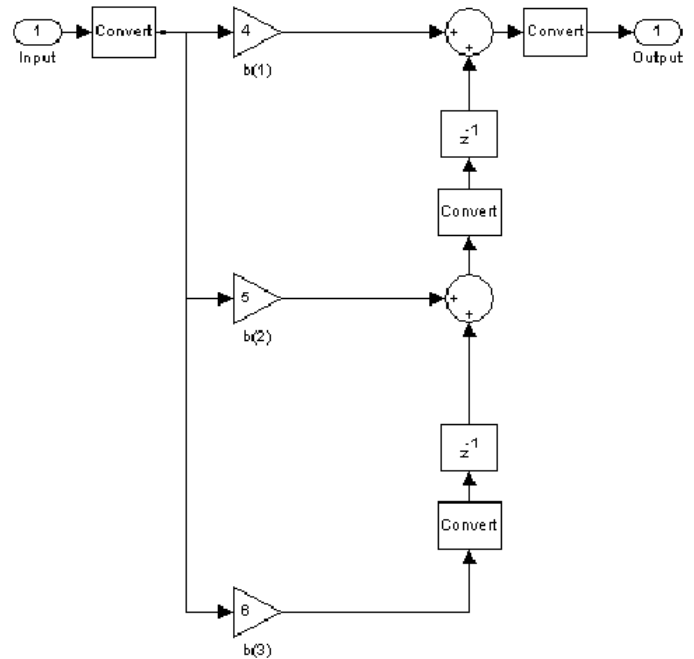 1
Input
Convert
4
b(1)
+
+
Convert
1
Output
z-1
Convert
5
b(2)
+
+
z-1
Convert
6
b(3)